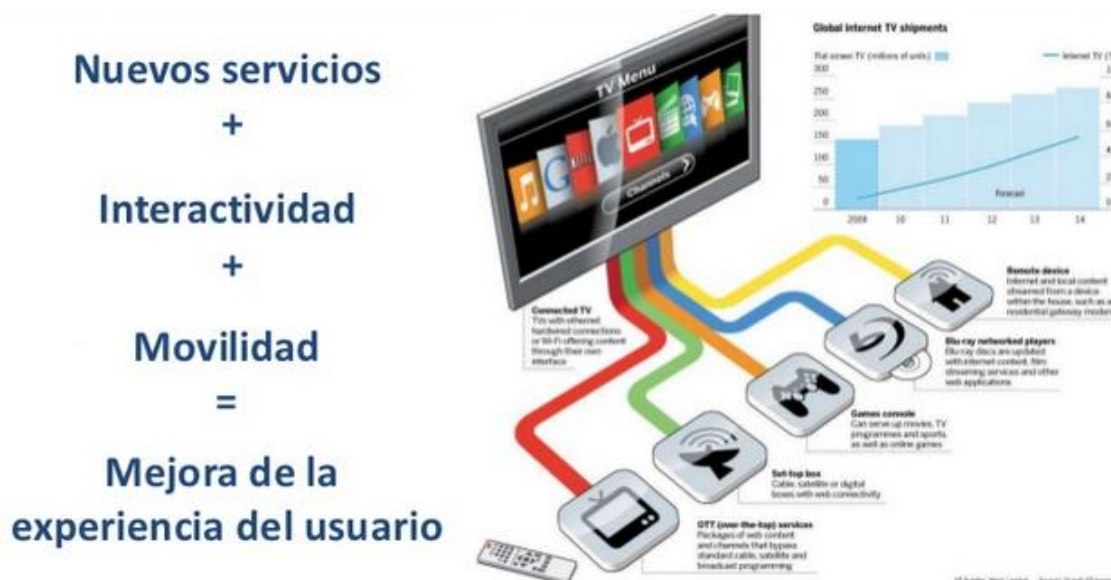 Nuevos servicios
+
Interactividad
+
Movilidad
=
Mejora de la
experiencia del usuario
TV Menu
Channels
Global internet TV shipments
Flat screen TV (millions of units)
Internet TV
300
250
200
150
100
50
0
Forecast
2009 10 11 12 13 14
Connected TV
TVs with ethernet
hardwired connections
or Wi-Fi offering content
through their own
interface
Remote device
Internet and local content
streamed from a device
within the house, such as a
residential gateway modem
Blu-ray networked players
Blu-ray discs are updated
with internet content, film
streaming services and other
web applications
Games console
Can serve up movies, TV
programmes and sports,
as well as online games
Set-top box
Cable, satellite or digital
boxes with web connectivity
OTT (over-the-top) services
Packages of web content
and channels that bypass
standard cable, satellite and
broadcast programming